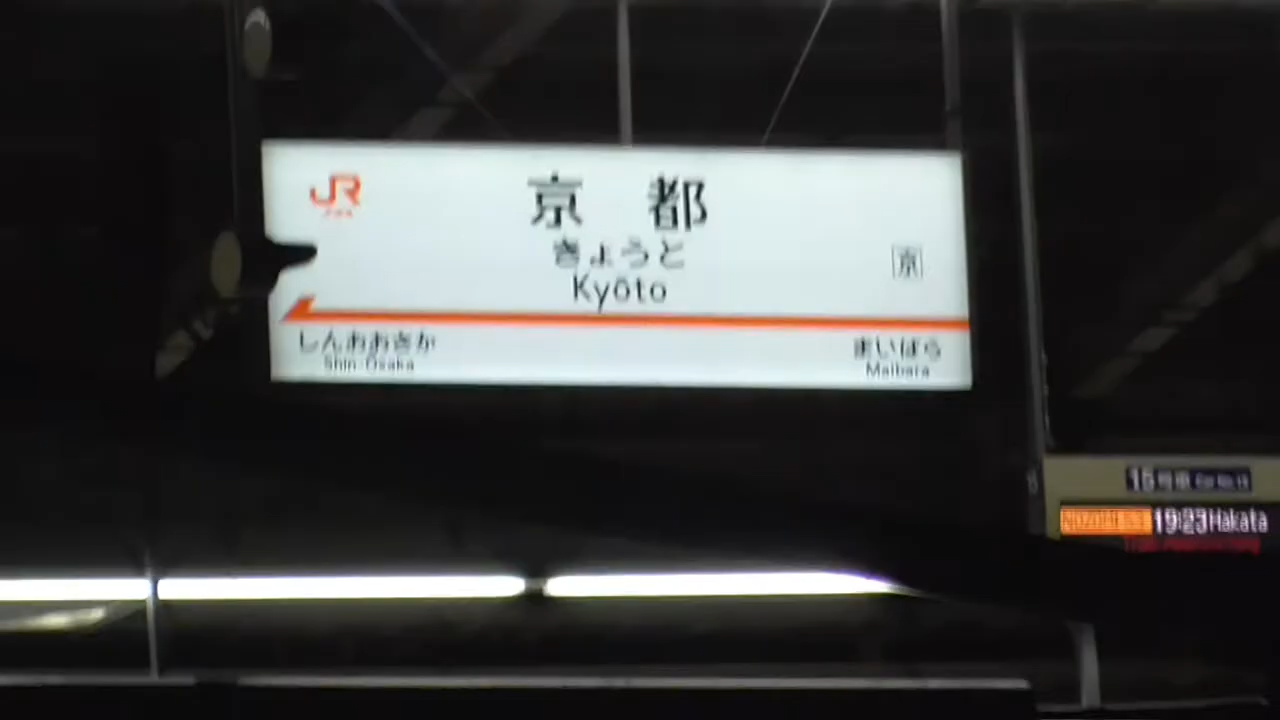 JR
京都
きょうと
京
Kyōto
しんおおさか
まいばら
Shin-Ōsaka
Maibara
19:23 Hakata